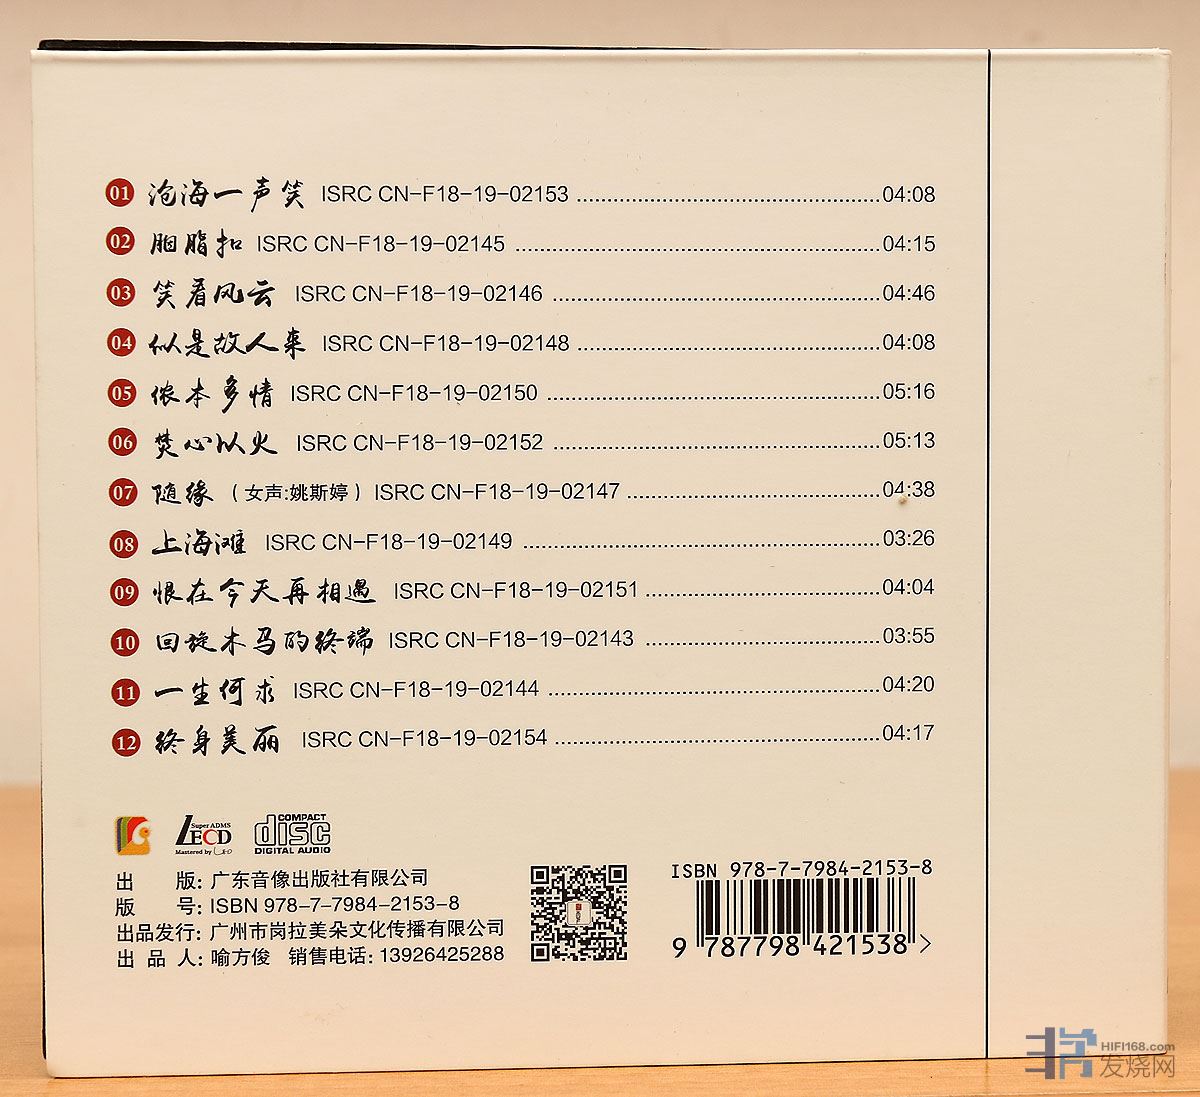 01 沧海一声笑 ISRC CN-F18-19-02153 04:08
02 胭脂扣 ISRC CN-F18-19-02145 04:15
03 笑看风云 ISRC CN-F18-19-02146 04:46
04 似是故人来 ISRC CN-F18-19-02148 04:08
05 侬本多情 ISRC CN-F18-19-02150 05:16
06 焚心以火 ISRC CN-F18-19-02152 05:13
07 随缘 (女声:姚斯婷) ISRC CN-F18-19-02147 04:38
08 上海滩 ISRC CN-F18-19-02149 03:26
09 恨在今天再相遇 ISRC CN-F18-19-02151 04:04
10 回旋木马的终端 ISRC CN-F18-19-02143 03:55
11 一生何求 ISRC CN-F18-19-02144 04:20
12 终身美丽 ISRC CN-F18-19-02154 04:17
Super ADMS
LECD
Mastered by Leo
COMPACT
disc
DIGITAL AUDIO
出 版: 广东音像出版社有限公司
版 号: ISBN 978-7-7984-2153-8
出品发行: 广州市岗拉美朵文化传播有限公司
出 品 人: 喻方俊 销售电话: 13926425288
ISBN 978-7-7984-2153-8
9 787798 421538 >
HIFI168.com
发烧网